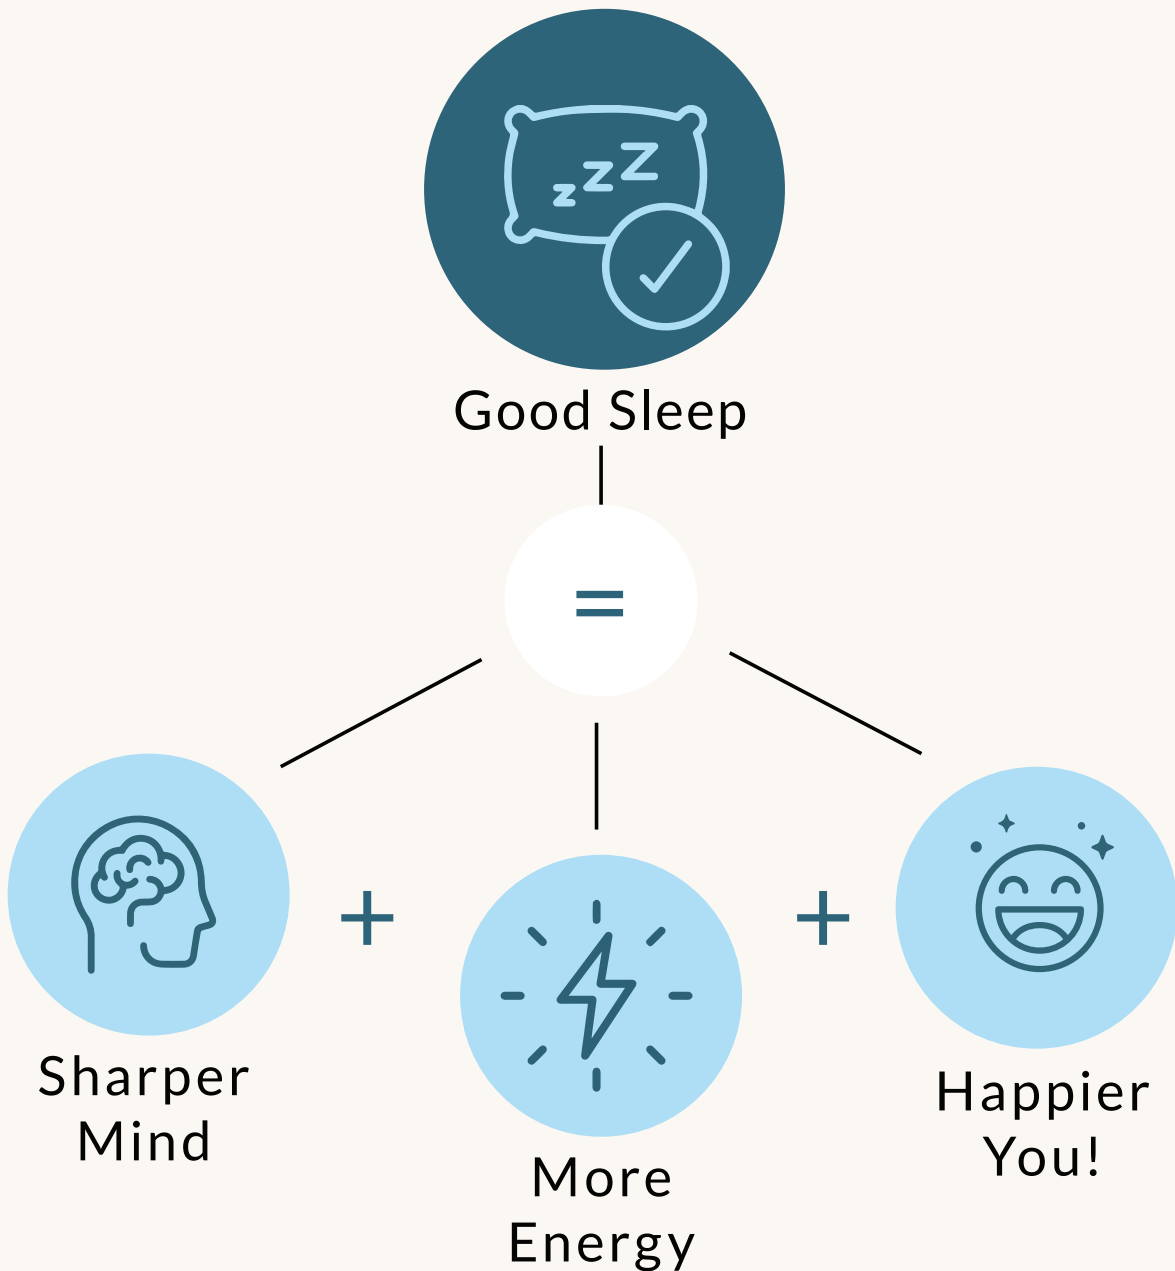 z z Z
Good Sleep
=
+
+
Sharper
Mind
More
Energy
Happier
You!